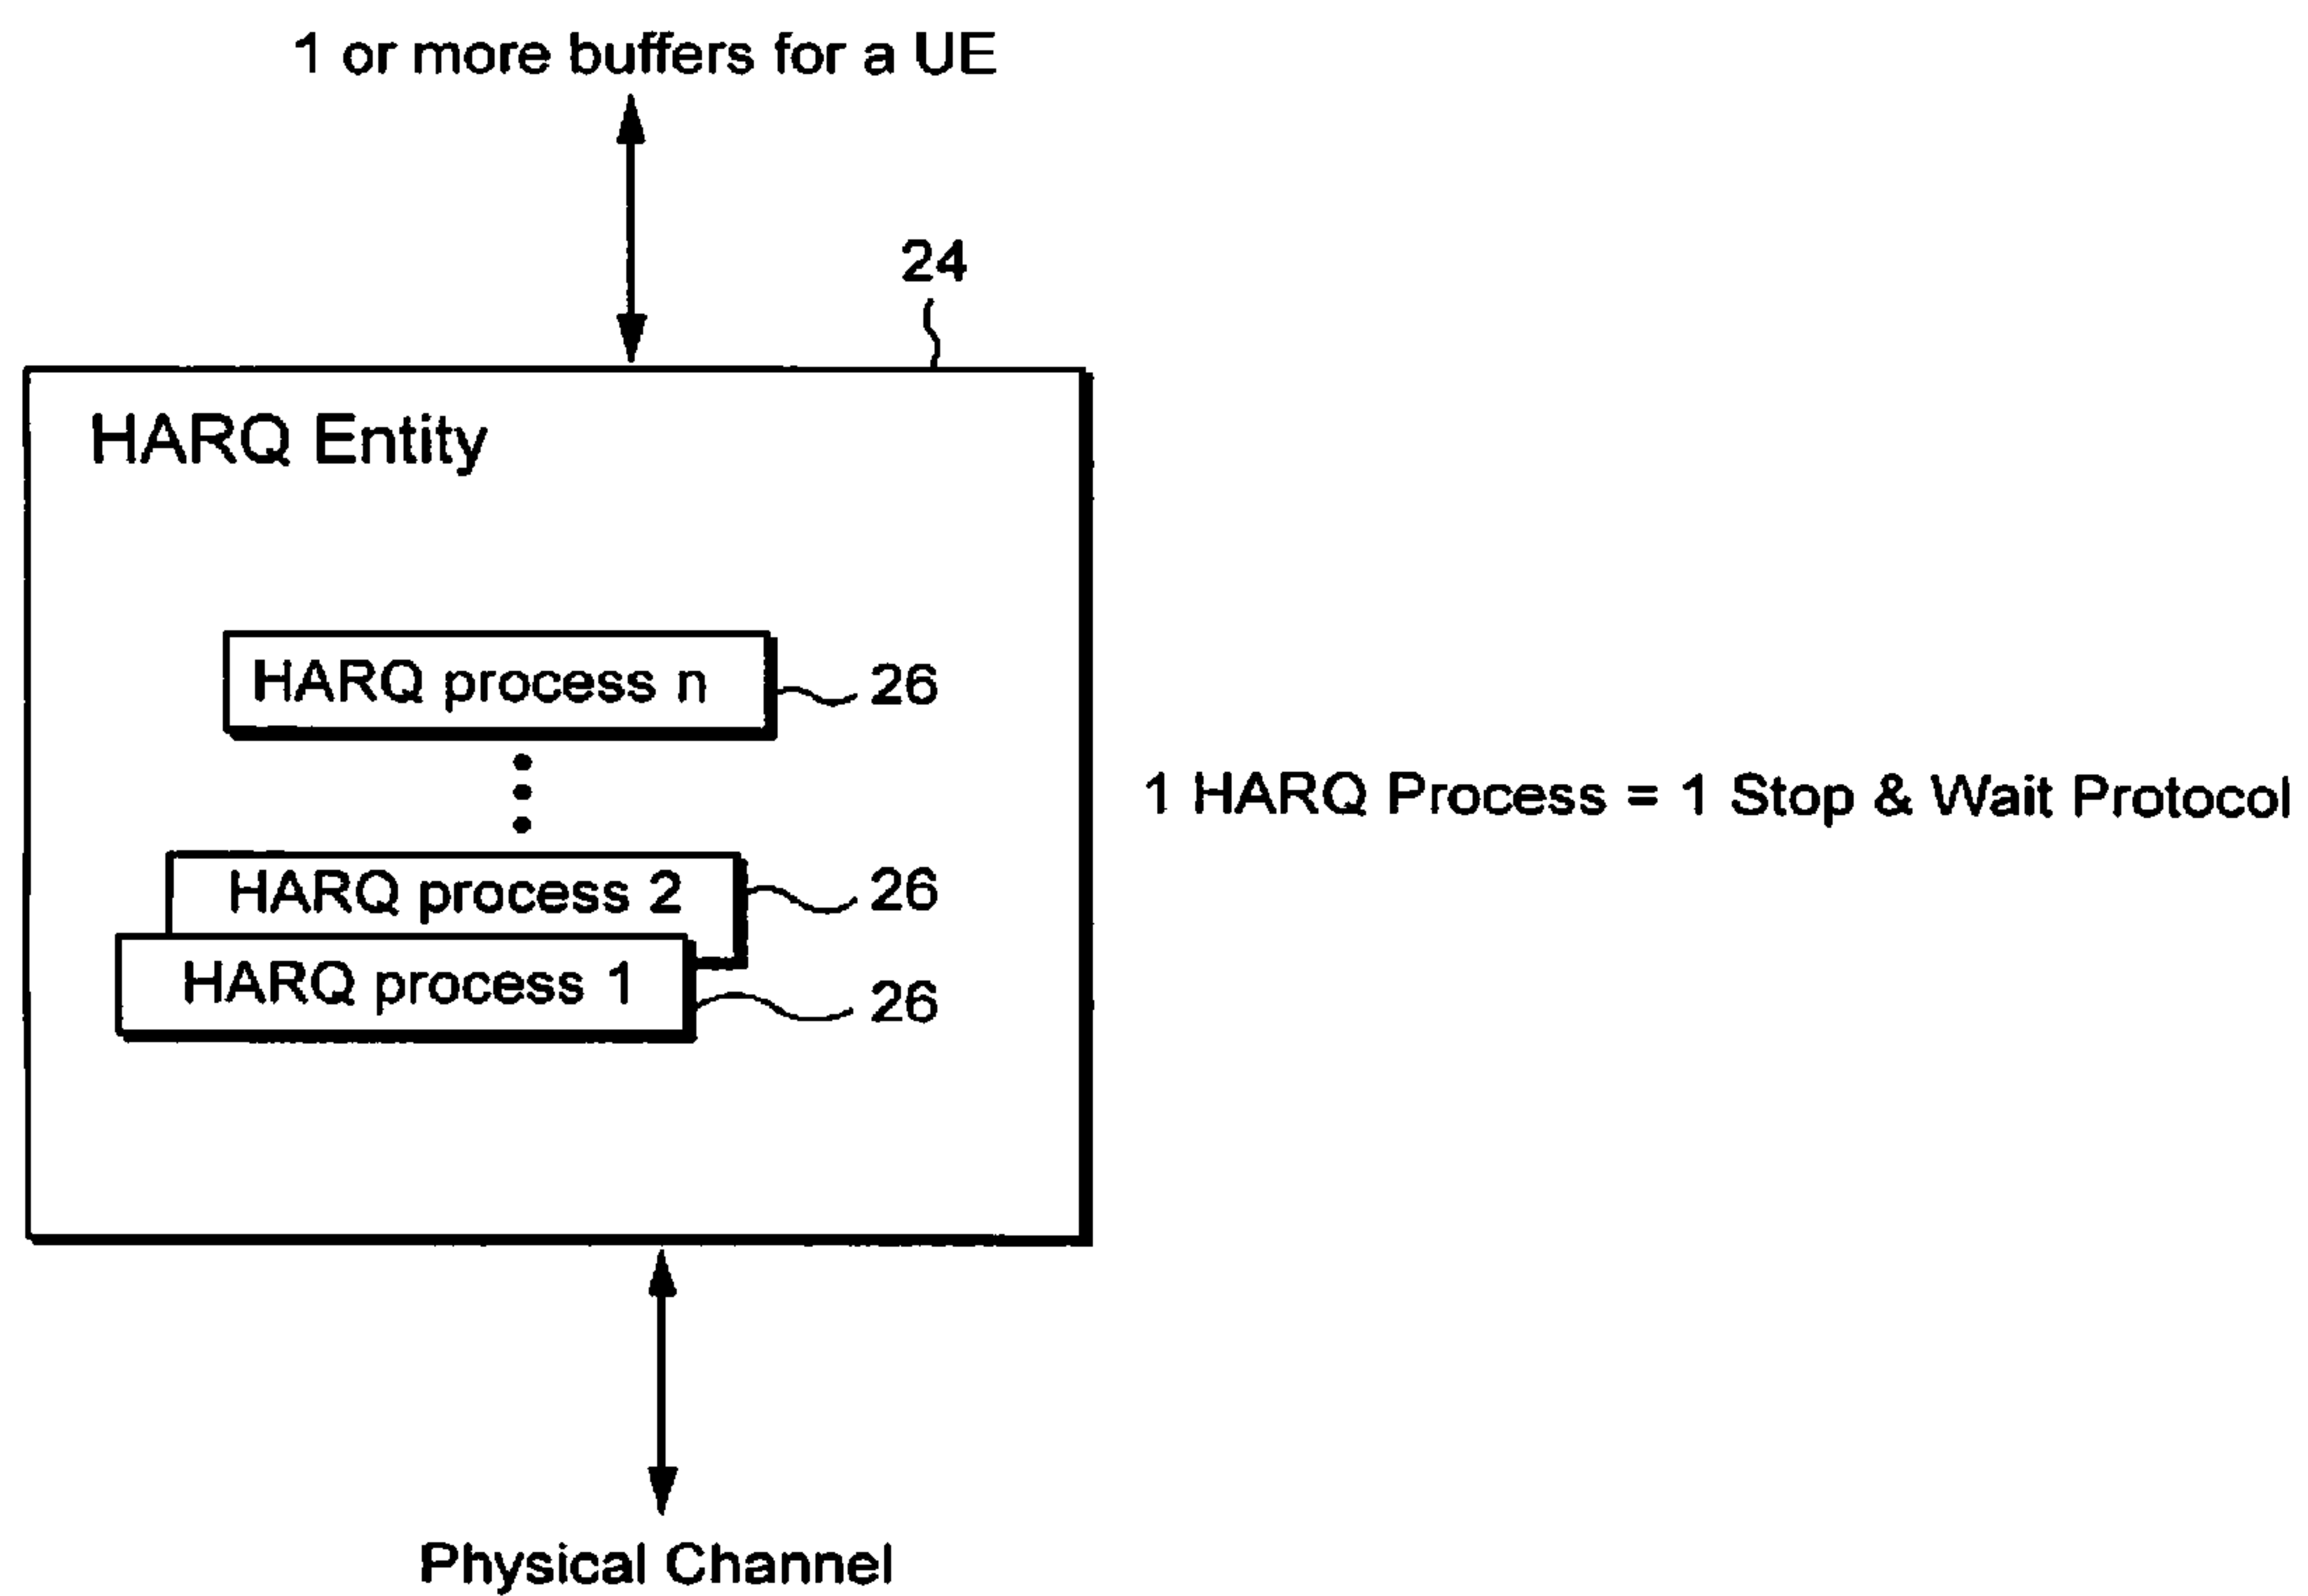 1 or more buffers for a UE
24
HARQ Entity
HARQ process n
26
1 HARQ Process = 1 Stop & Wait Protocol
HARQ process 2
26
HARQ process 1
26
Physical Channel